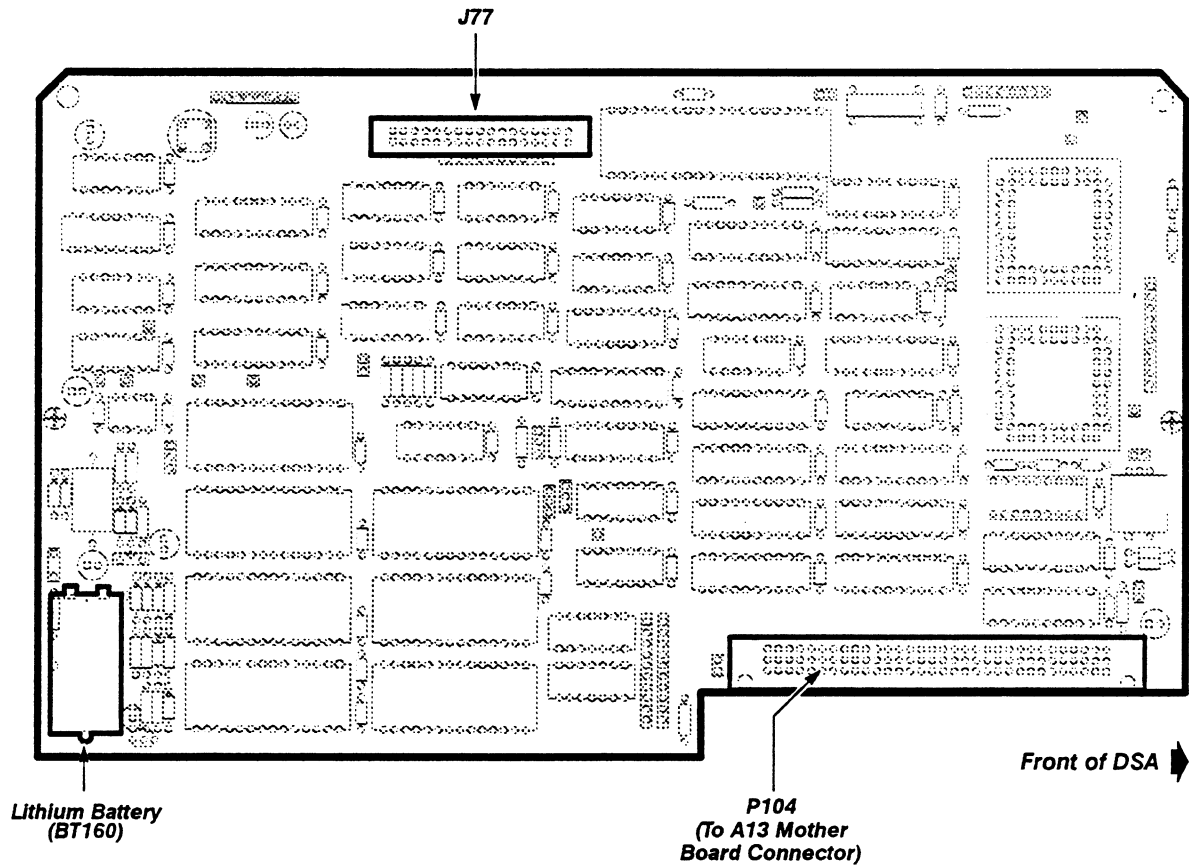 J77
Front of DSA
Lithium Battery
(BT160)
P104
(To A13 Mother
Board Connector)